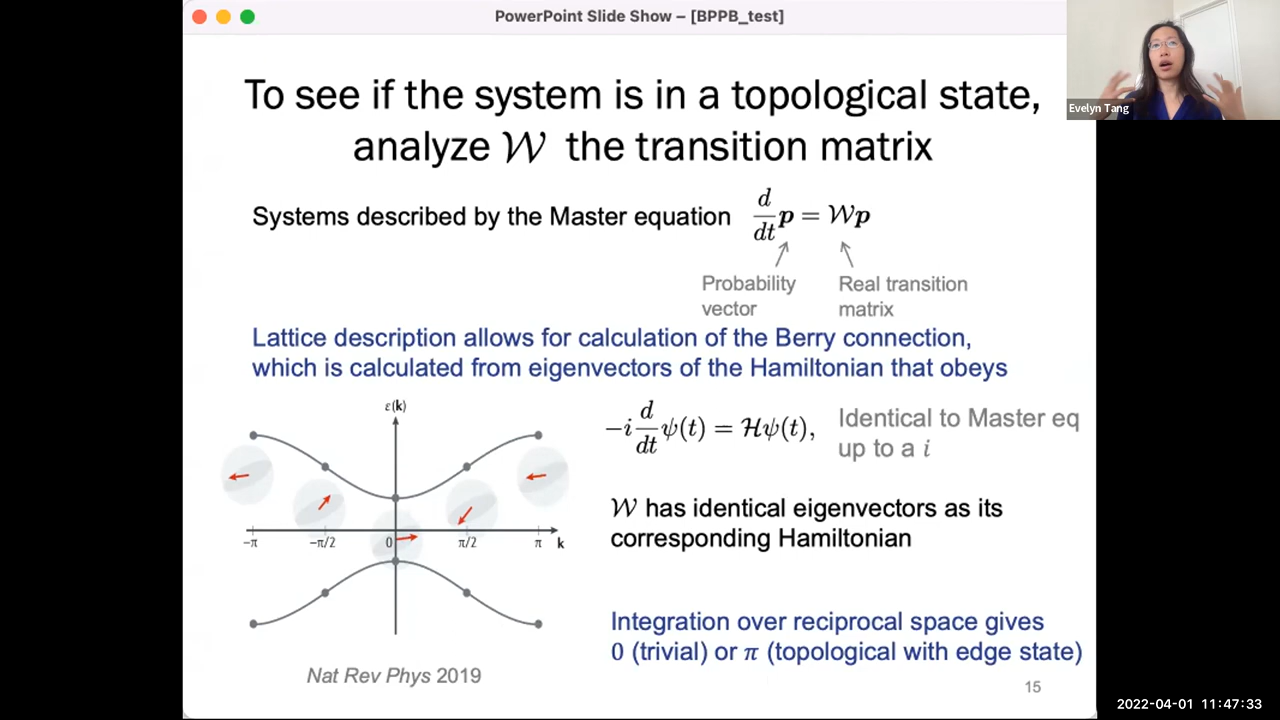 PowerPoint Slide Show – [BPPB_test]
Evelyn Tang
To see if the system is in a topological state,
analyze 𝒲 the transition matrix
Systems described by the Master equation d/dt p = 𝒲p
Probability vector
Real transition matrix
Lattice description allows for calculation of the Berry connection,
which is calculated from eigenvectors of the Hamiltonian that obeys
−i d/dt ψ(t) = ℋψ(t),
Identical to Master eq
up to a i
ε(k)
−π −π/2 0 π/2 π k
𝒲 has identical eigenvectors as its
corresponding Hamiltonian
Integration over reciprocal space gives
0 (trivial) or π (topological with edge state)
Nat Rev Phys 2019
15
2022-04-01 11:47:33